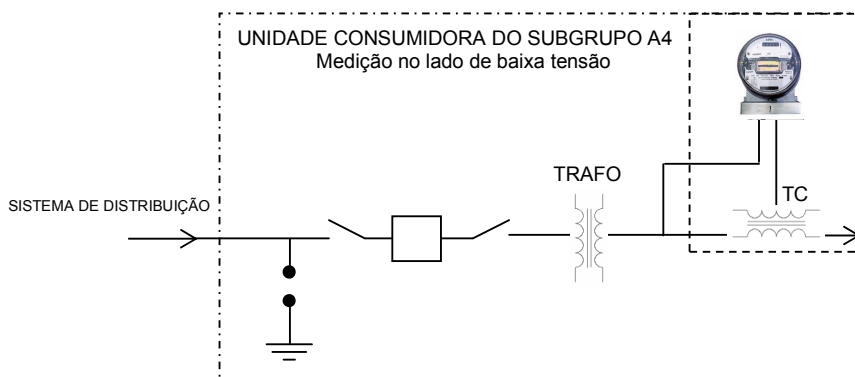 UNIDADE CONSUMIDORA DO SUBGRUPO A4
Medição no lado de baixa tensão
TRAFO
TC
SISTEMA DE DISTRIBUIÇÃO